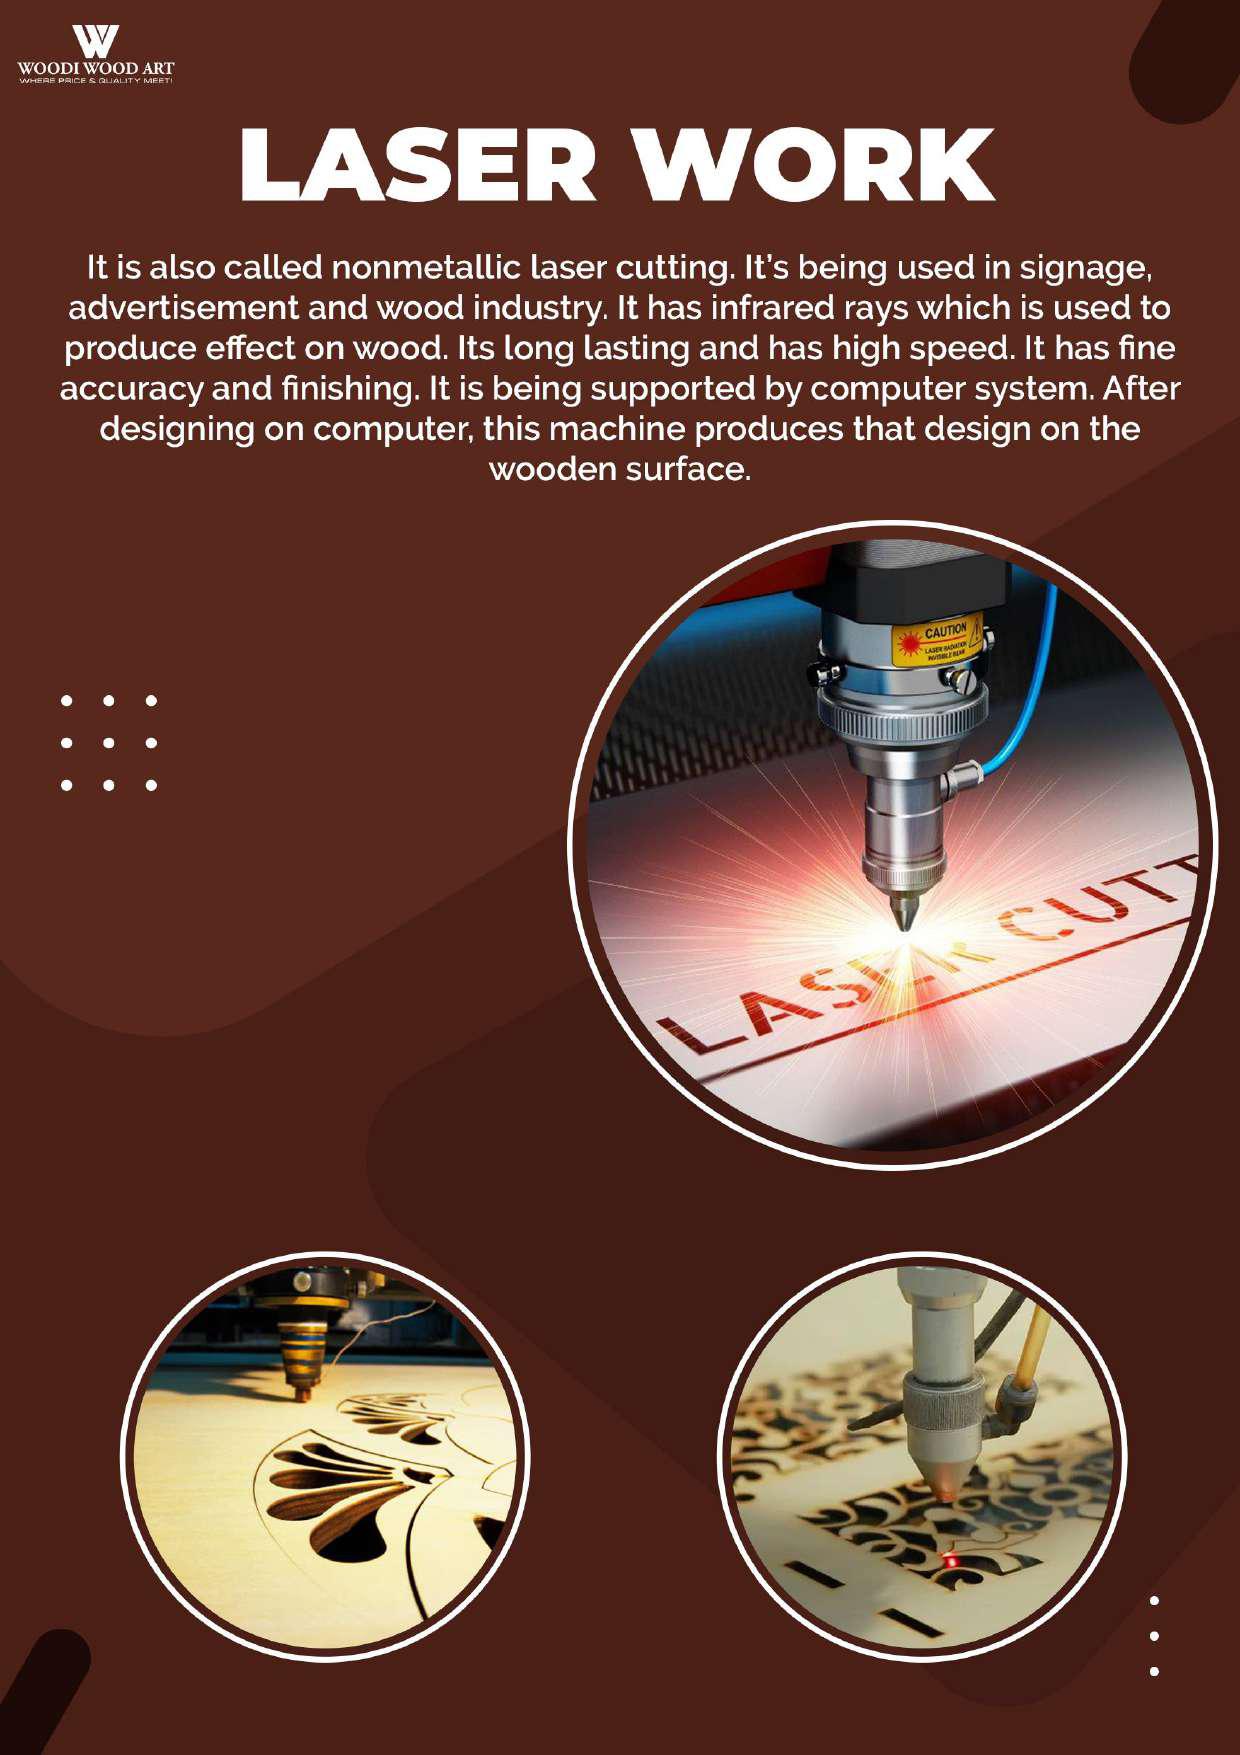 W
WOODI WOOD ART
WHERE PRICE & QUALITY MEET!
LASER WORK
It is also called nonmetallic laser cutting. It's being used in signage,
advertisement and wood industry. It has infrared rays which is used to
produce effect on wood. Its long lasting and has high speed. It has fine
accuracy and finishing. It is being supported by computer system. After
designing on computer, this machine produces that design on the
wooden surface.
CAUTION
LASER RADIATION
INVISIBLE BEAM
LASER CUTT